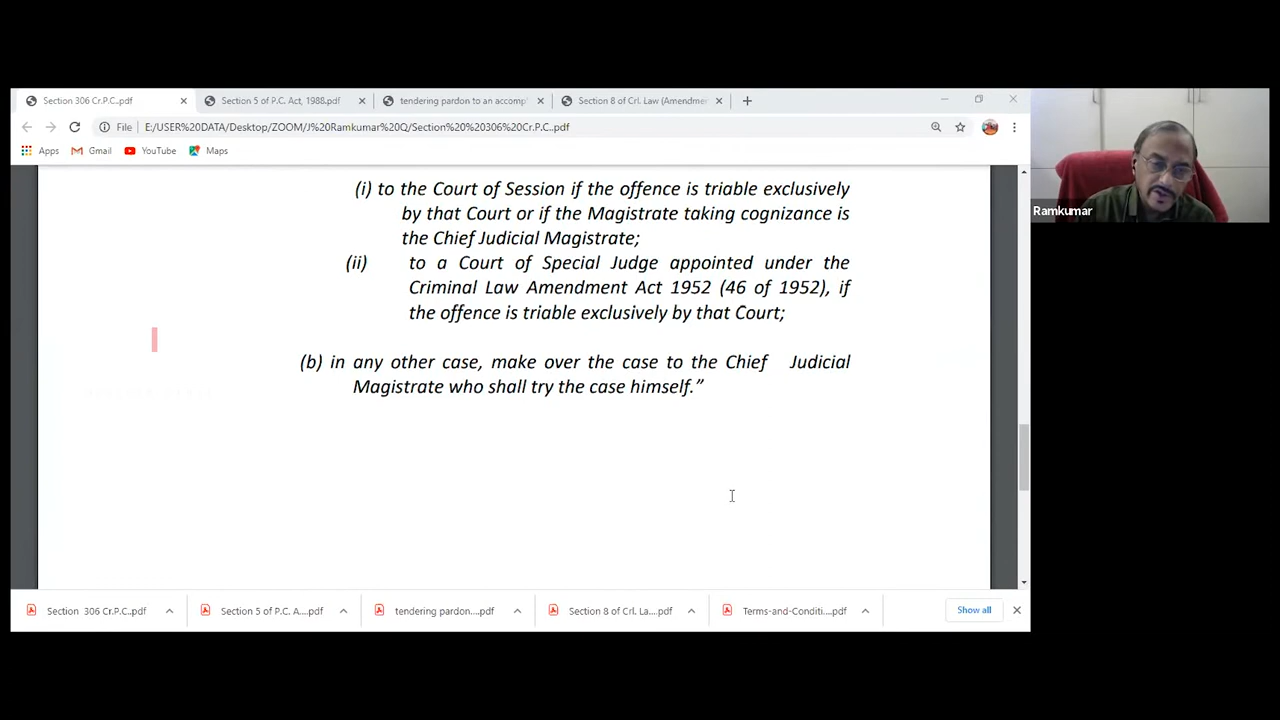 Section 306 Cr.P.C..pdf
Section 5 of P.C. Act, 1988.pdf
tendering pardon to an accomp
Section 8 of Crl. Law (Amendmer
File E:/USER%20DATA/Desktop/ZOOM/J%20Ramkumar%20Q/Section%20%20306%20Cr.P.C..pdf
Apps Gmail YouTube Maps
Ramkumar
(i) to the Court of Session if the offence is triable exclusively
by that Court or if the Magistrate taking cognizance is
the Chief Judicial Magistrate;
(ii) to a Court of Special Judge appointed under the
Criminal Law Amendment Act 1952 (46 of 1952), if
the offence is triable exclusively by that Court;
(b) in any other case, make over the case to the Chief Judicial
Magistrate who shall try the case himself.”
Section 306 Cr.P.C..pdf
Section 5 of P.C. A....pdf
tendering pardon....pdf
Section 8 of Crl. La....pdf
Terms-and-Conditi....pdf
Show all